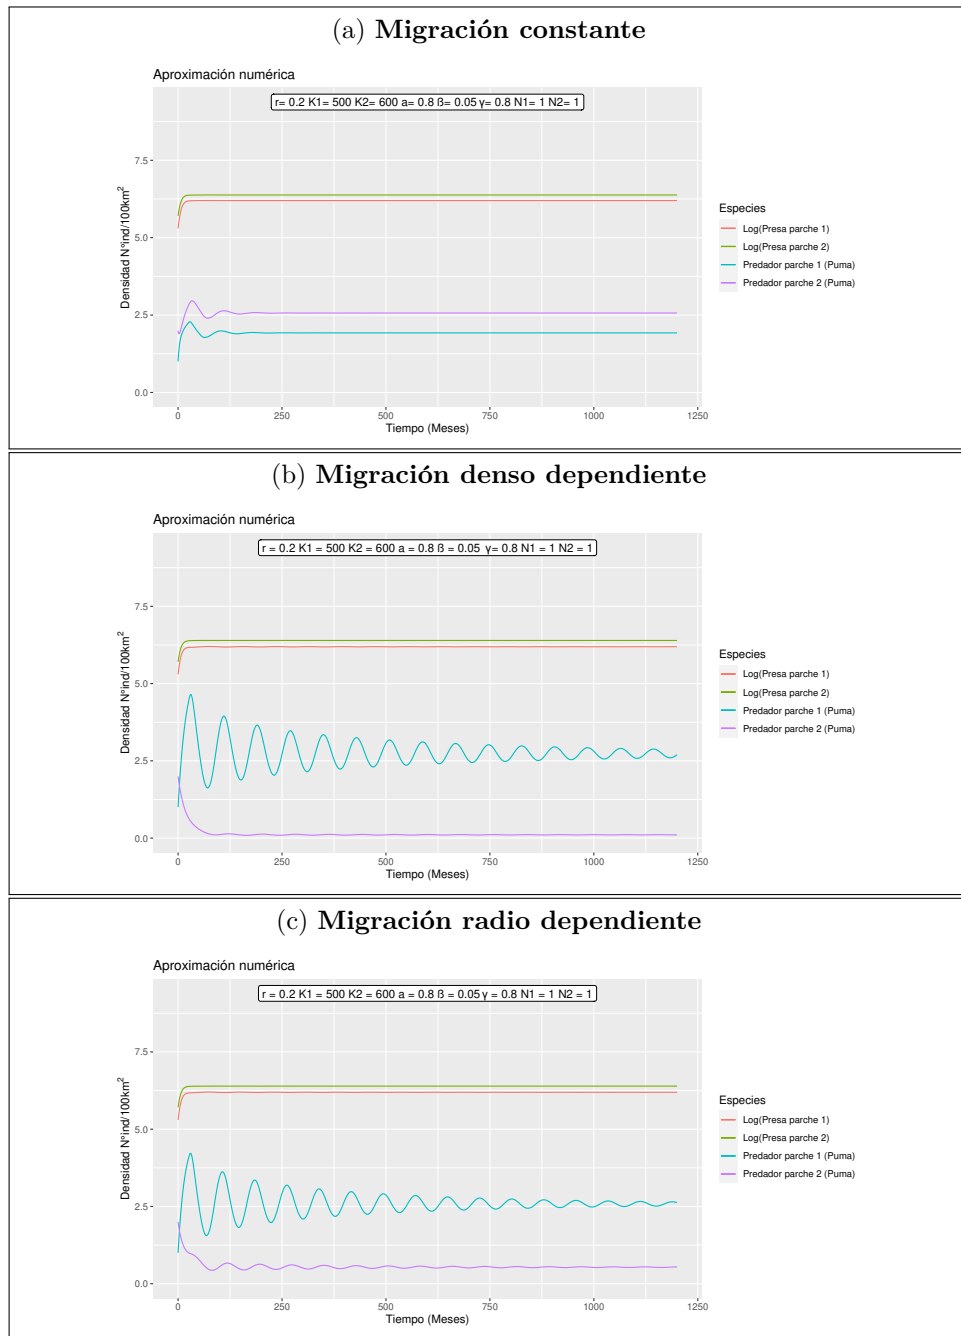 (a) Migración constante
Aproximación numérica
r= 0.2 K1= 500 K2= 600 a= 0.8 ß= 0.05 γ= 0.8 N1= 1 N2= 1
Densidad N°ind/100km²
7.5
5.0
2.5
0.0
0
250
500
750
1000
1250
Tiempo (Meses)
Especies
Log(Presa parche 1)
Log(Presa parche 2)
Predador parche 1 (Puma)
Predador parche 2 (Puma)
(b) Migración denso dependiente
Aproximación numérica
r = 0.2 K1 = 500 K2 = 600 a = 0.8 ß = 0.05 γ= 0.8 N1 = 1 N2 = 1
Densidad N°ind/100km²
7.5
5.0
2.5
0.0
0
250
500
750
1000
1250
Tiempo (Meses)
Especies
Log(Presa parche 1)
Log(Presa parche 2)
Predador parche 1 (Puma)
Predador parche 2 (Puma)
(c) Migración radio dependiente
Aproximación numérica
r = 0.2 K1 = 500 K2 = 600 a = 0.8 ß = 0.05 γ = 0.8 N1 = 1 N2 = 1
Densidad N°ind/100km²
7.5
5.0
2.5
0.0
0
250
500
750
1000
1250
Tiempo (Meses)
Especies
Log(Presa parche 1)
Log(Presa parche 2)
Predador parche 1 (Puma)
Predador parche 2 (Puma)